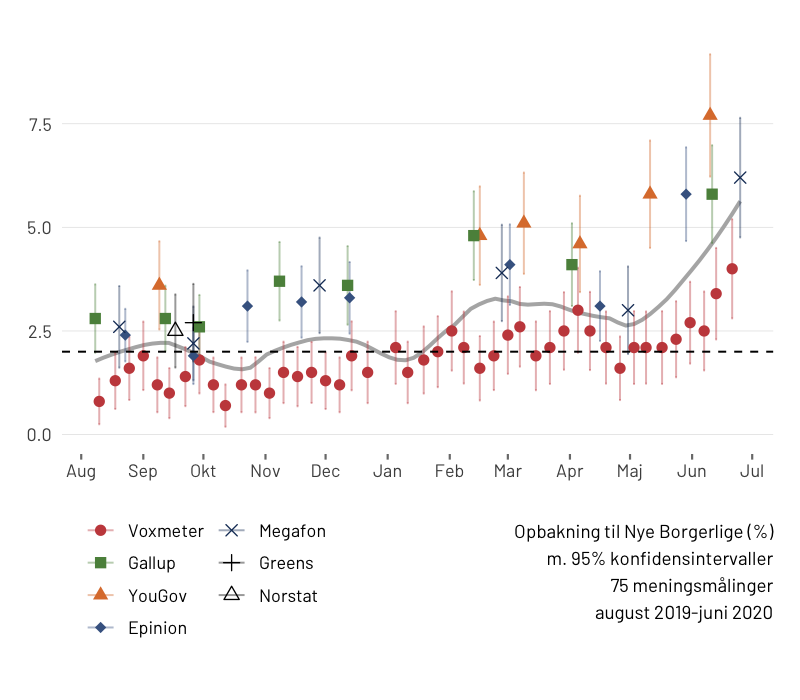 7.5
5.0
2.5
0.0
Aug Sep Okt Nov Dec Jan Feb Mar Apr Maj Jun Jul
Voxmeter Megafon
Gallup Greens
YouGov Norstat
Epinion
Opbakning til Nye Borgerlige (%)
m. 95% konfidensintervaller
75 meningsmålinger
august 2019-juni 2020